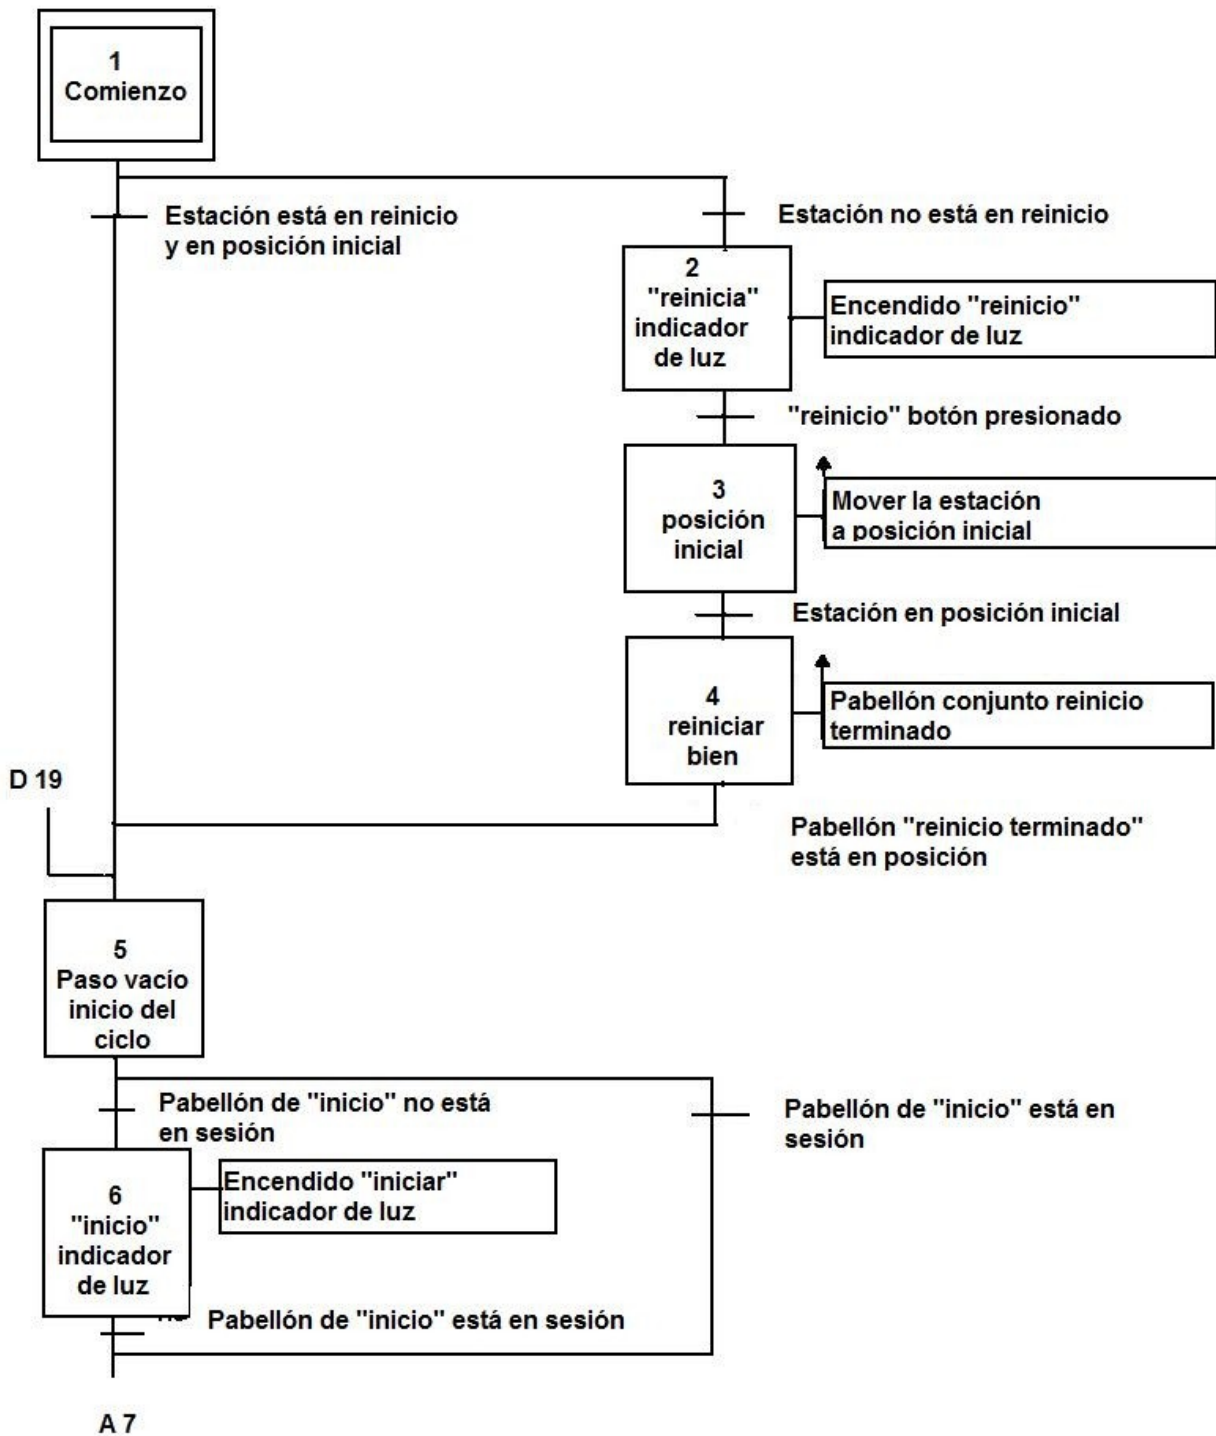 1
Comienzo
Estación está en reinicio
y en posición inicial
Estación no está en reinicio
2
"reinicia"
indicador
de luz
Encendido "reinicio"
indicador de luz
"reinicio" botón presionado
3
posición
inicial
Mover la estación
a posición inicial
Estación en posición inicial
4
reiniciar
bien
Pabellón conjunto reinicio
terminado
D 19
Pabellón "reinicio terminado"
está en posición
5
Paso vacío
inicio del
ciclo
Pabellón de "inicio" no está
en sesión
Pabellón de "inicio" está en
sesión
6
"inicio"
indicador
de luz
Encendido "iniciar"
indicador de luz
Pabellón de "inicio" está en sesión
A 7